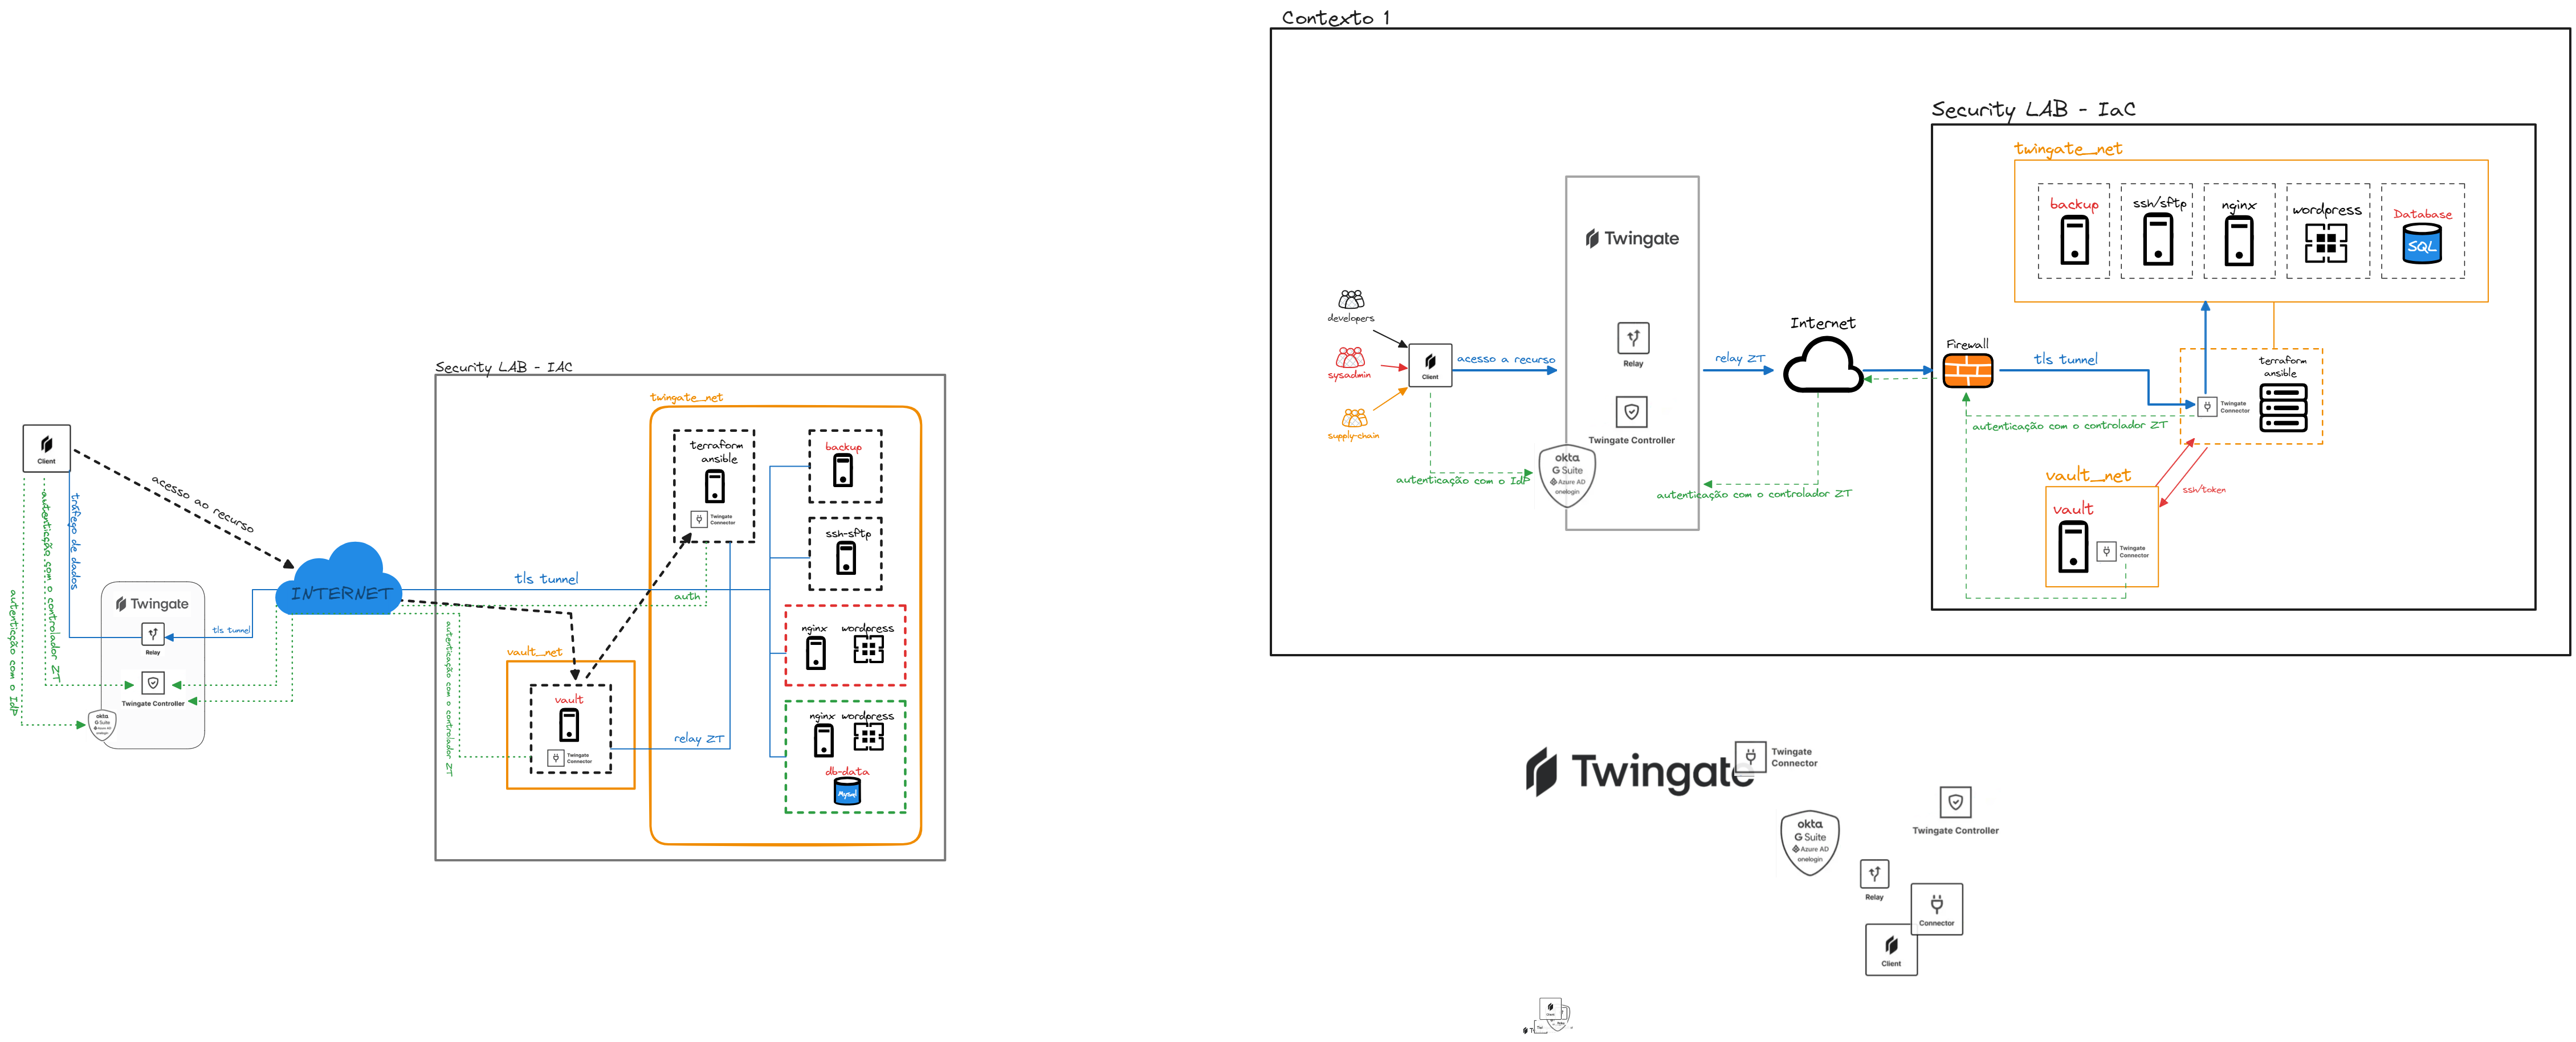 Security LAB - IAC
twingate_net
terraform
ansible
Twingate
Connector
backup
ssh-sftp
nginx
wordpress
nginx
wordpress
db-data
Mysql
Client
acesso ao recurso
tráfego de dados
autenticação com o controlador ZT
autenticação com o IdP
INTERNET
tls tunnel
auth
Twingate
Relay
tls tunnel
Twingate Controller
okta
G Suite
Azure AD
onelogin
autenticação com o controlador ZT
vault_net
vault
Twingate
Connector
relay ZT
Contexto 1
Security LAB - IaC
twingate_net
backup
ssh/sftp
nginx
wordpress
Database
SQL
developers
sysadmin
supply-chain
Client
acesso a recurso
Twingate
Relay
Twingate Controller
okta
G Suite
Azure AD
onelogin
autenticação com o IdP
relay ZT
Internet
autenticação com o controlador ZT
Firewall
tls tunnel
terraform
ansible
Twingate
Connector
autenticação com o controlador ZT
vault_net
vault
Twingate
Connector
ssh/token
Twingate
Twingate
Connector
okta
G Suite
Azure AD
onelogin
Twingate Controller
Relay
Connector
Client